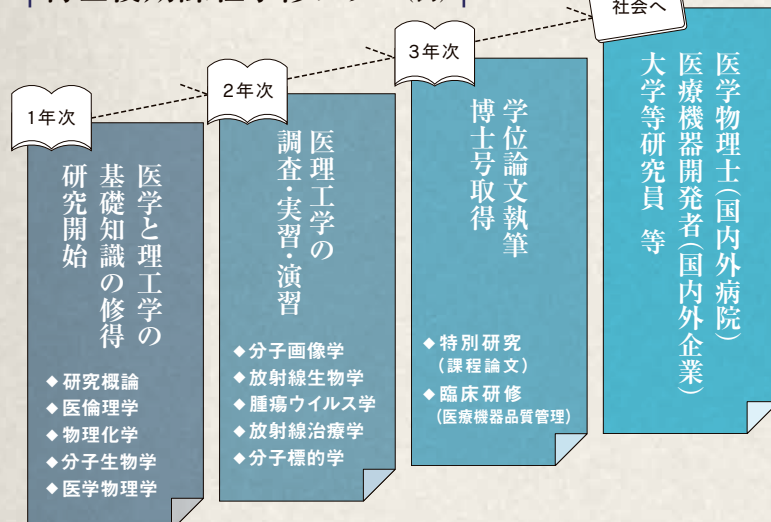 1年次
医学と理工学の
基礎知識の修得
研究開始
◆研究概論
◆医倫理学
◆物理化学
◆分子生物学
◆医学物理学
2年次
医理工学の
調査・実習・演習
◆分子画像学
◆放射線生物学
◆腫瘍ウイルス学
◆放射線治療学
◆分子標的学
3年次
学位論文執筆
博士号取得
◆特別研究
(課程論文)
◆臨床研修
(医療機器品質管理)
社会へ
医学物理士(国内外病院)
医療機器開発者(国内外企業)
大学等研究員 等